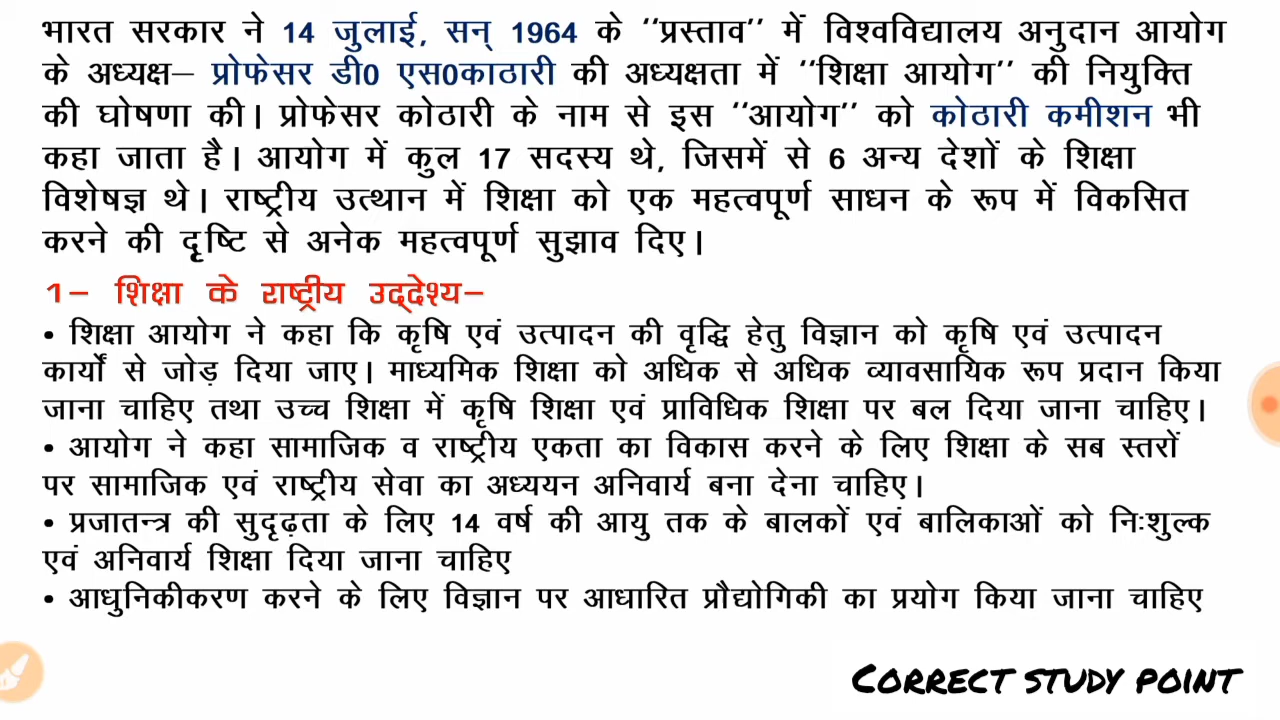 भारत सरकार ने 14 जुलाई, सन् 1964 के "प्रस्ताव" में विश्वविद्यालय अनुदान आयोग
के अध्यक्ष– प्रोफेसर डी0 एस0काठारी की अध्यक्षता में "शिक्षा आयोग" की नियुक्ति
की घोषणा की। प्रोफेसर कोठारी के नाम से इस "आयोग" को कोठारी कमीशन भी
कहा जाता है। आयोग में कुल 17 सदस्य थे, जिसमें से 6 अन्य देशों के शिक्षा
विशेषज्ञ थे। राष्ट्रीय उत्थान में शिक्षा को एक महत्वपूर्ण साधन के रूप में विकसित
करने की दृष्टि से अनेक महत्वपूर्ण सुझाव दिए।
1– शिक्षा के राष्ट्रीय उद्देश्य–
• शिक्षा आयोग ने कहा कि कृषि एवं उत्पादन की वृद्धि हेतु विज्ञान को कृषि एवं उत्पादन
कार्यों से जोड़ दिया जाए। माध्यमिक शिक्षा को अधिक से अधिक व्यावसायिक रूप प्रदान किया
जाना चाहिए तथा उच्च शिक्षा में कृषि शिक्षा एवं प्राविधिक शिक्षा पर बल दिया जाना चाहिए।
• आयोग ने कहा सामाजिक व राष्ट्रीय एकता का विकास करने के लिए शिक्षा के सब स्तरों
पर सामाजिक एवं राष्ट्रीय सेवा का अध्ययन अनिवार्य बना देना चाहिए।
• प्रजातन्त्र की सुदृढ़ता के लिए 14 वर्ष की आयु तक के बालकों एवं बालिकाओं को निःशुल्क
एवं अनिवार्य शिक्षा दिया जाना चाहिए
• आधुनिकीकरण करने के लिए विज्ञान पर आधारित प्रौद्योगिकी का प्रयोग किया जाना चाहिए
CORRECT STUDY POINT